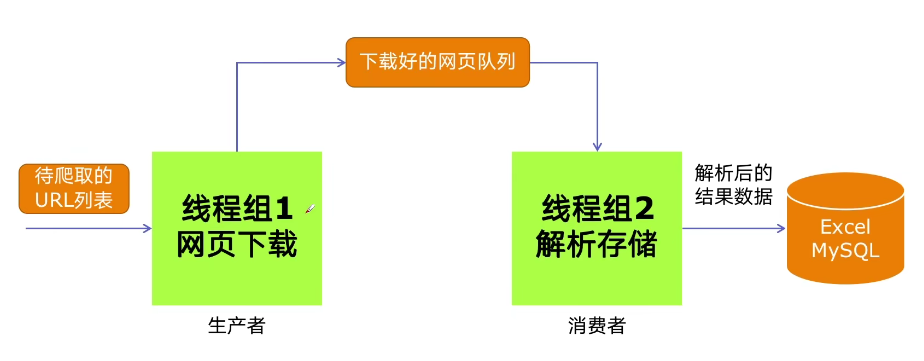 下载好的网页队列
待爬取的
URL列表
线程组1
网页下载
线程组2
解析存储
解析后的
结果数据
Excel
MySQL
生产者
消费者